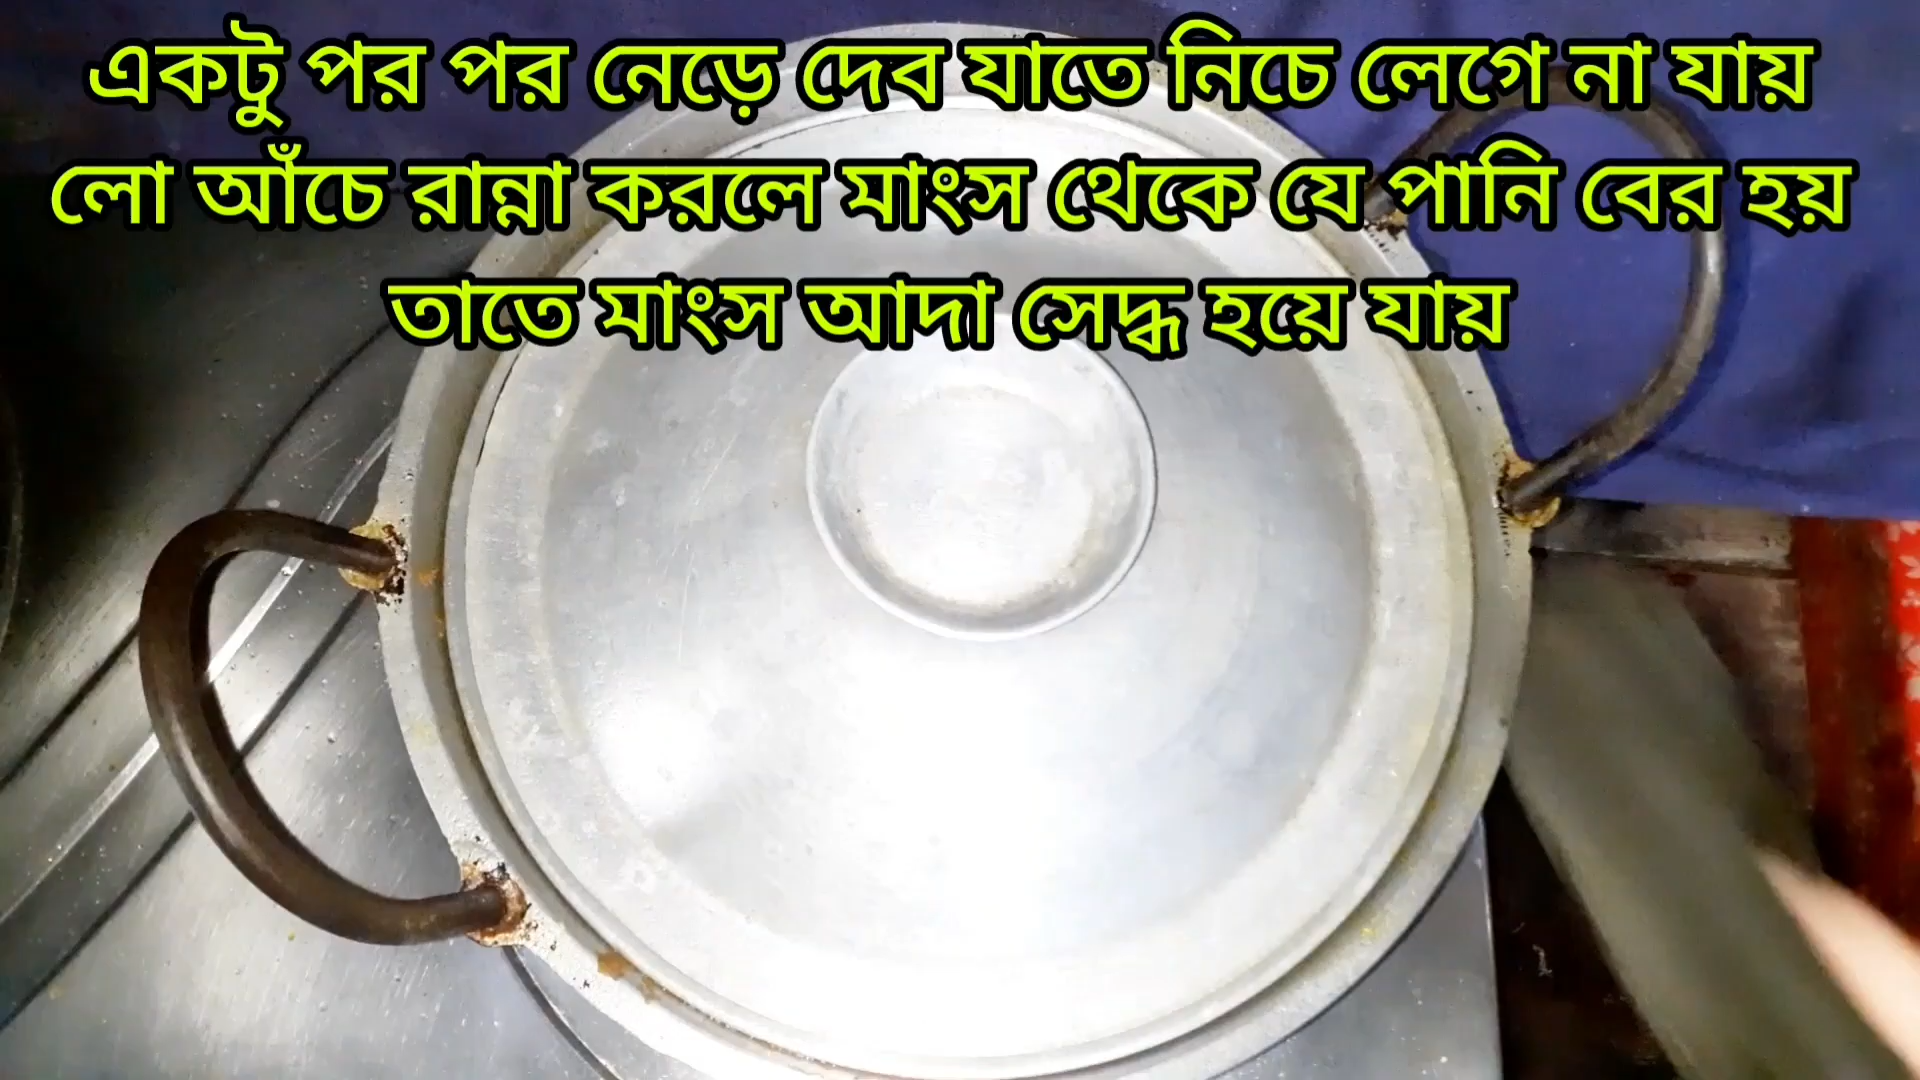 একটু পর পর নেড়ে দেব যাতে নিচে লেগে না যায়
লো আঁচে রান্না করলে মাংস থেকে যে পানি বের হয়
তাতে মাংস আদা সেদ্ধ হয়ে যায়